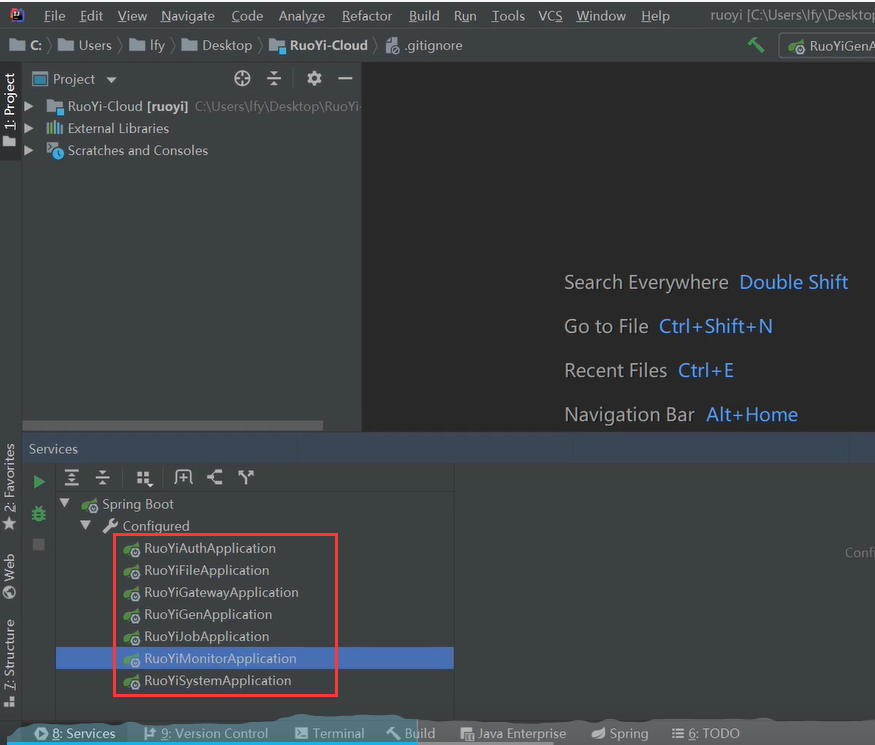 File Edit View Navigate Code Analyze Refactor Build Run Tools VCS Window Help ruoyi [C:\Users\lfy\Desktop
C: Users lfy Desktop RuoYi-Cloud .gitignore RuoYiGenA
1: Project
Project
RuoYi-Cloud [ruoyi] C:\Users\lfy\Desktop\RuoYi-
External Libraries
Scratches and Consoles
Search Everywhere Double Shift
Go to File Ctrl+Shift+N
Recent Files Ctrl+E
Navigation Bar Alt+Home
Services
2: Favorites
Web
7: Structure
Spring Boot
Configured
RuoYiAuthApplication
RuoYiFileApplication
RuoYiGatewayApplication
RuoYiGenApplication
RuoYiJobApplication
RuoYiMonitorApplication
RuoYiSystemApplication
Confi
8: Services 9: Version Control Terminal Build Java Enterprise Spring 6: TODO